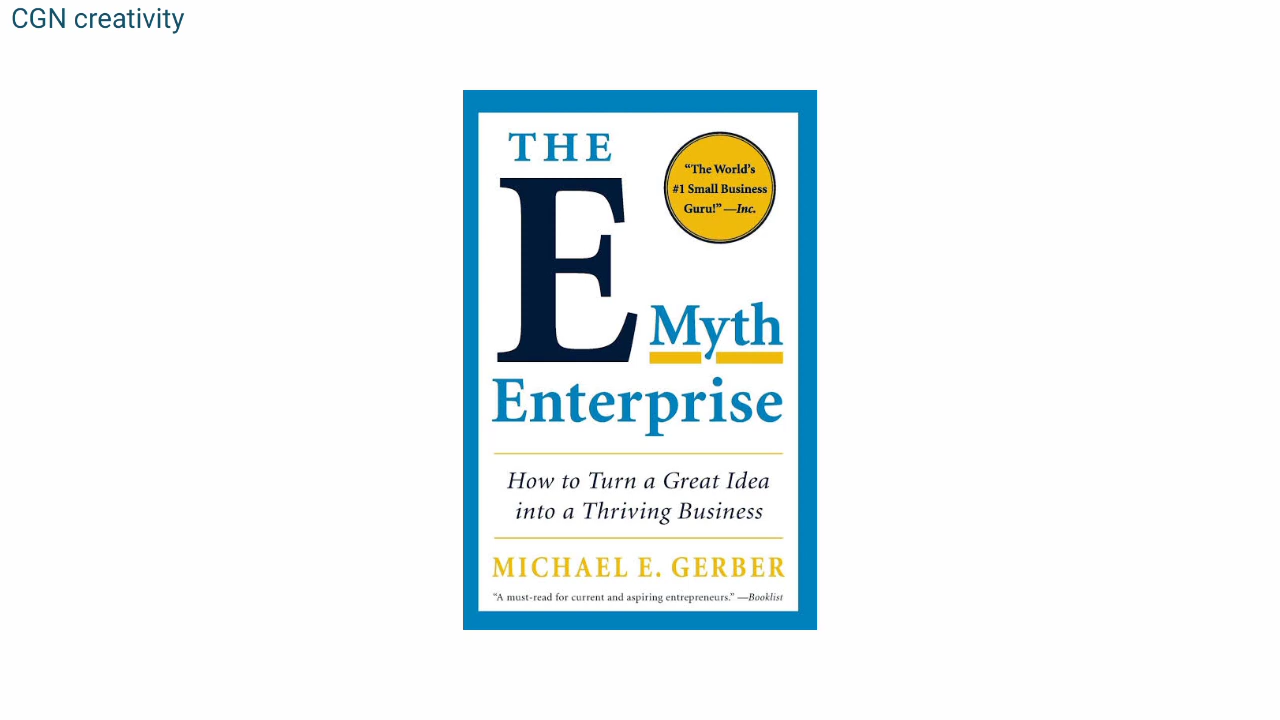 CGN creativity
THE
E Myth
Enterprise
“The World’s
#1 Small Business
Guru!” —Inc.
How to Turn a Great Idea
into a Thriving Business
MICHAEL E. GERBER
“A must-read for current and aspiring entrepreneurs.” —Booklist